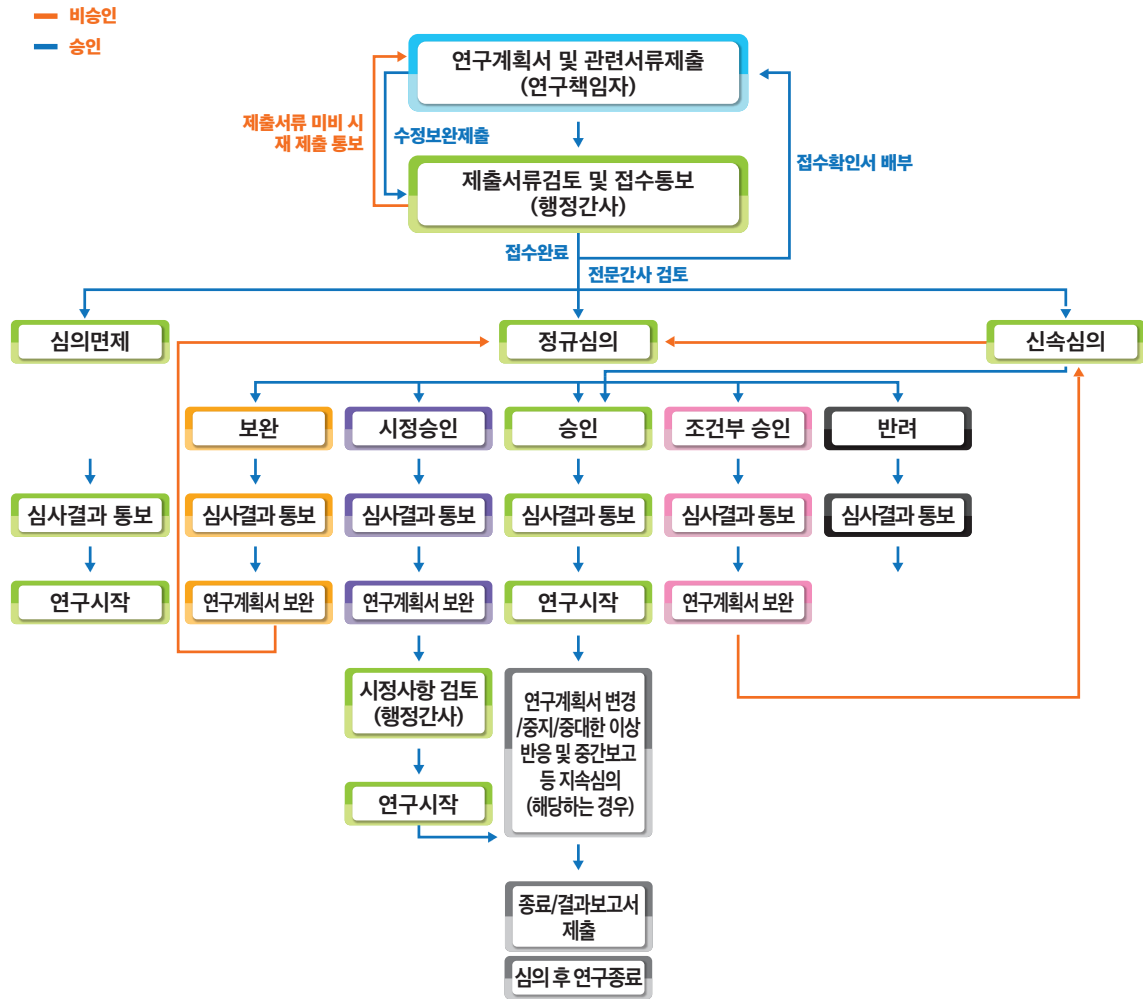 비승인
승인
연구계획서 및 관련서류제출
(연구책임자)
제출서류 미비 시
재 제출 통보
수정보완제출
접수확인서 배부
제출서류검토 및 접수통보
(행정간사)
접수완료
전문간사 검토
심의면제
정규심의
신속심의
보완
시정승인
승인
조건부 승인
반려
심사결과 통보
심사결과 통보
심사결과 통보
심사결과 통보
심사결과 통보
심사결과 통보
연구시작
연구계획서 보완
연구계획서 보완
연구시작
연구계획서 보완
시정사항 검토
(행정간사)
연구계획서 변경
/중지/중대한 이상
반응 및 중간보고
등 지속심의
(해당하는 경우)
연구시작
종료/결과보고서
제출
심의 후 연구종료